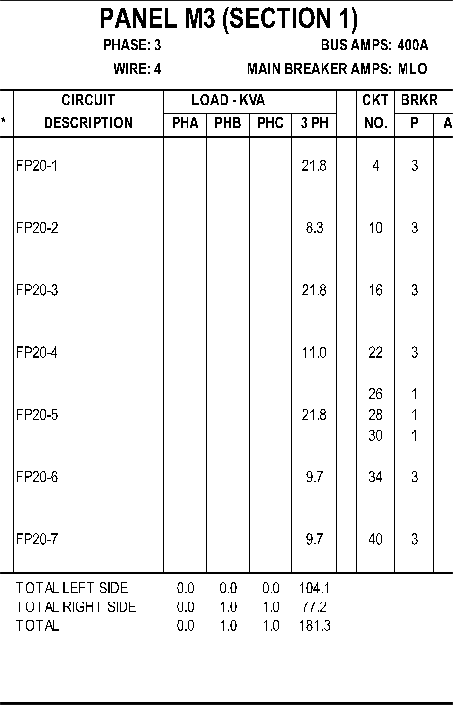 PANEL M3 (SECTION 1)
PHASE: 3 BUS AMPS: 400A
WIRE: 4 MAIN BREAKER AMPS: MLO
CIRCUIT LOAD - KVA CKT BRKR
* DESCRIPTION PHA PHB PHC 3 PH NO. P A
FP20-1 21.8 4 3
FP20-2 8.3 10 3
FP20-3 21.8 16 3
FP20-4 11.0 22 3
26 1
FP20-5 21.8 28 1
30 1
FP20-6 9.7 34 3
FP20-7 9.7 40 3
TOTAL LEFT SIDE 0.0 0.0 0.0 104.1
TOTAL RIGHT SIDE 0.0 1.0 1.0 77.2
TOTAL 0.0 1.0 1.0 181.3